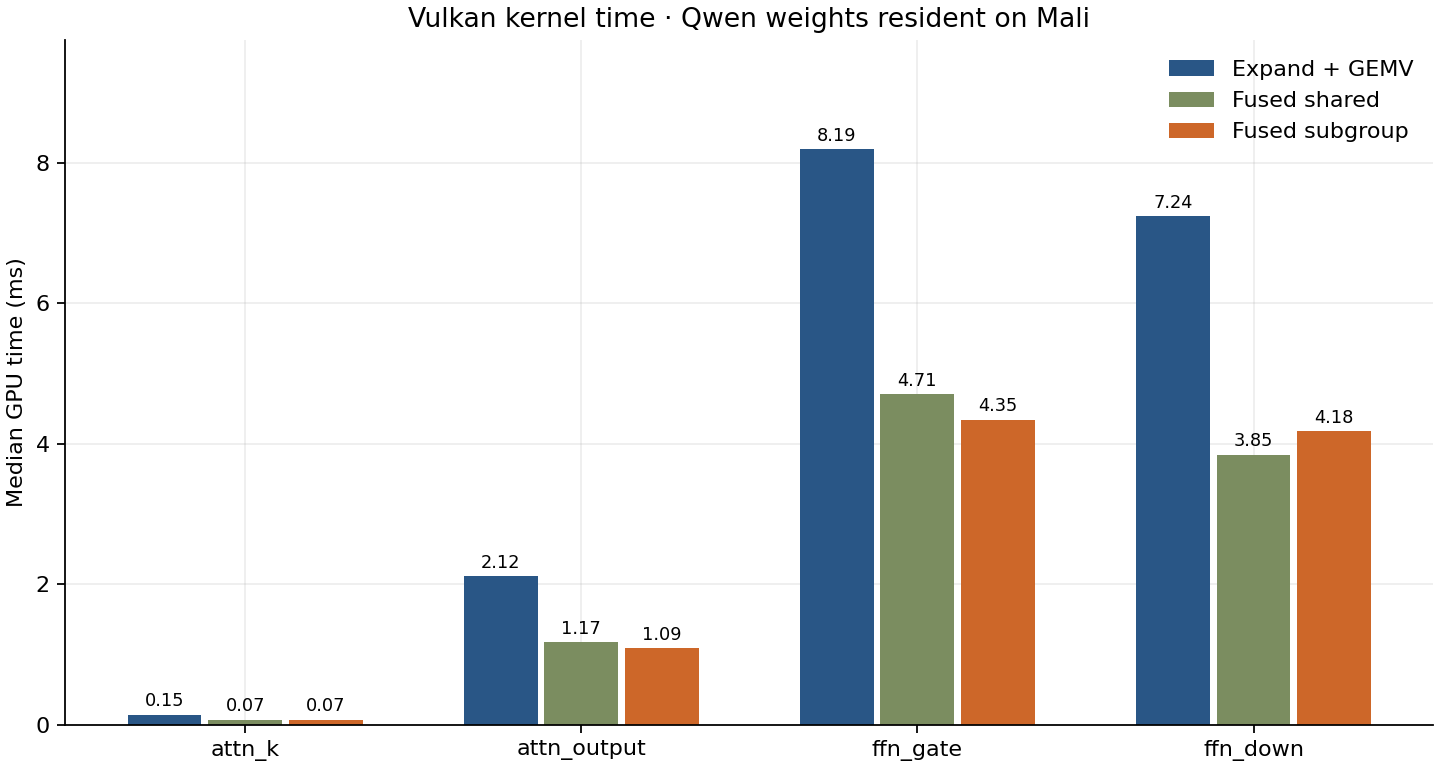 Vulkan kernel time · Qwen weights resident on Mali
Expand + GEMV
Fused shared
Fused subgroup
Median GPU time (ms)
8
6
4
2
0
0.15
0.07
0.07
2.12
1.17
1.09
8.19
4.71
4.35
7.24
3.85
4.18
attn_k
attn_output
ffn_gate
ffn_down